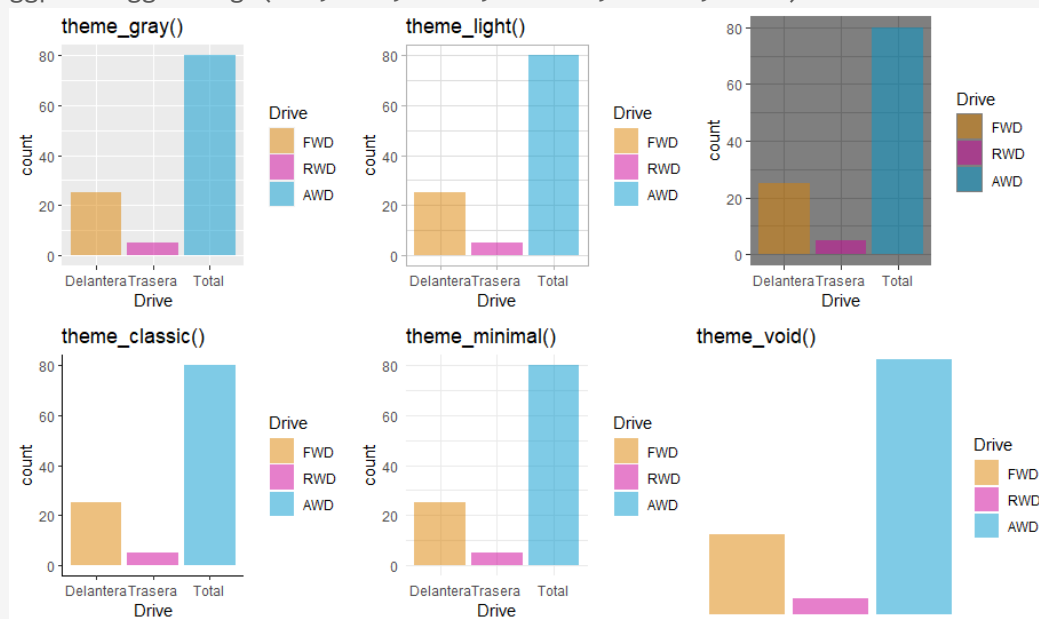 theme_gray()
80
60
40
20
0
count
Delantera Trasera Total
Drive
Drive
FWD
RWD
AWD
theme_light()
80
60
40
20
0
count
Delantera Trasera Total
Drive
Drive
FWD
RWD
AWD
80
60
40
20
0
count
Delantera Trasera Total
Drive
Drive
FWD
RWD
AWD
theme_classic()
80
60
40
20
0
count
Delantera Trasera Total
Drive
Drive
FWD
RWD
AWD
theme_minimal()
80
60
40
20
0
count
Delantera Trasera Total
Drive
Drive
FWD
RWD
AWD
theme_void()
Drive
FWD
RWD
AWD